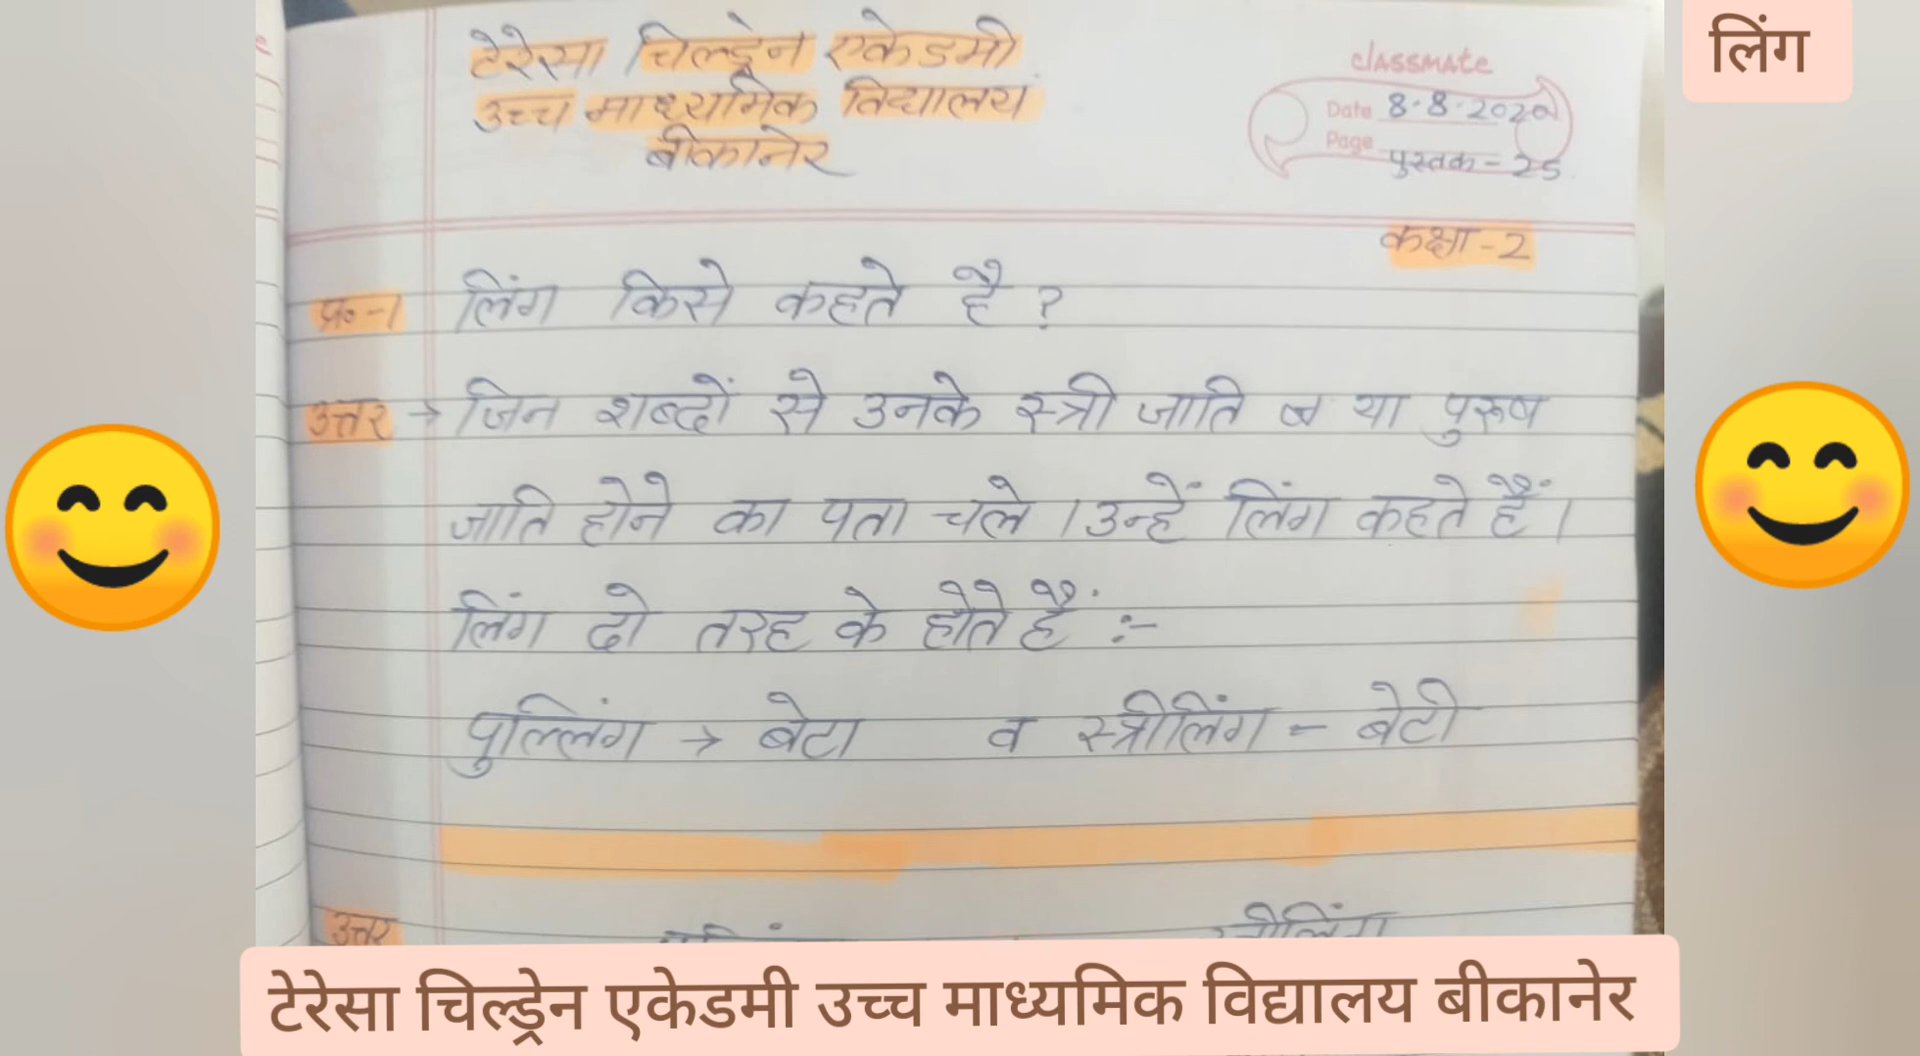 लिंग
टेरेसा चिल्ड्रेन एकेडमी
उच्च माध्यमिक विद्यालय
बीकानेर
classmate
Date 8-8-2020
Page पुस्तक - 25
कक्षा - 2
प्र०-1 लिंग किसे कहते है ?
उत्तर → जिन शब्दों से उनके स्त्री जाति या पुरूष
जाति होने का पता चले । उन्हें लिंग कहते हैं ।
लिंग दो तरह के होते हैं :-
पुल्लिंग → बेटा व स्त्रीलिंग - बेटी
उत्तर
टेरेसा चिल्ड्रेन एकेडमी उच्च माध्यमिक विद्यालय बीकानेर